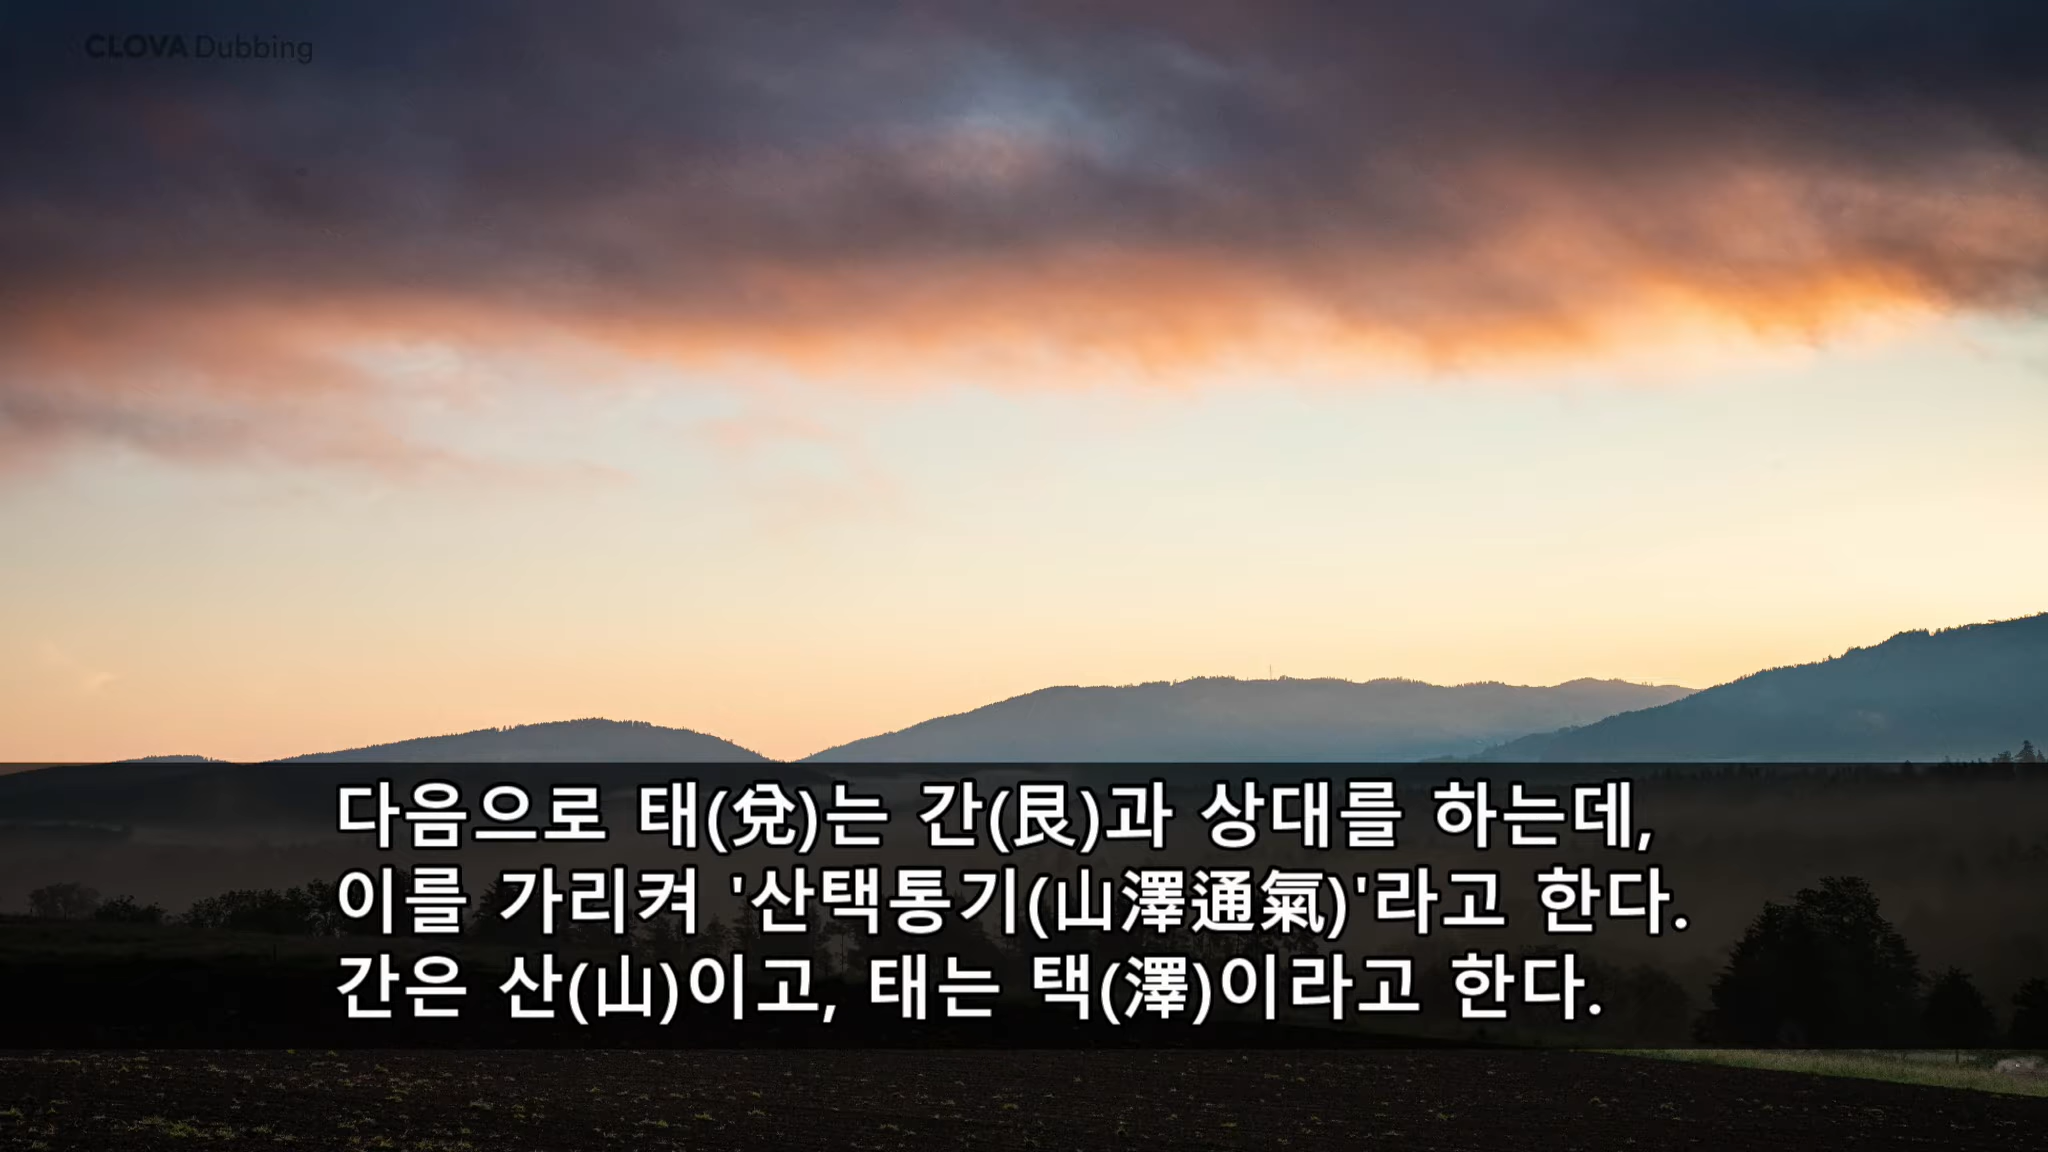 CLOVA Dubbing
다음으로 태(兌)는 간(艮)과 상대를 하는데,
이를 가리켜 '산택통기(山澤通氣)'라고 한다.
간은 산(山)이고, 태는 택(澤)이라고 한다.